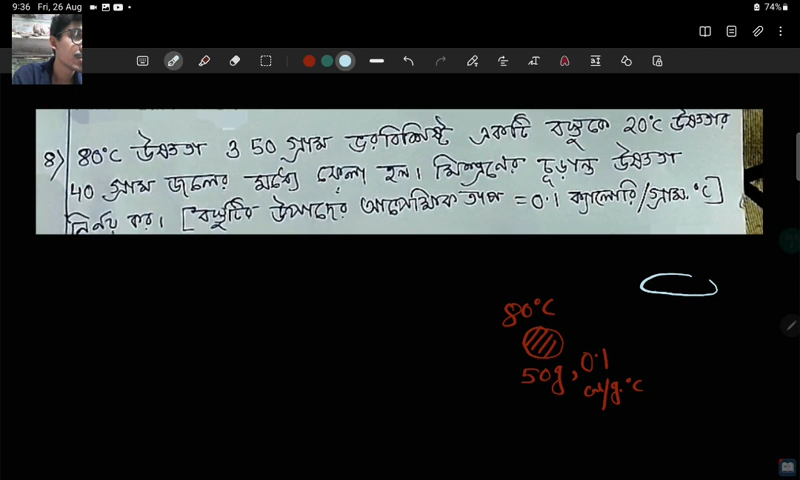 9:36 Fri, 26 Aug
74%
8) 80°C উষ্ণতা ও 50 গ্রাম ভরবিশিষ্ট একটি বস্তুকে 20°C উষ্ণতার
40 গ্রাম জলের মধ্যে ফেলা হল। মিশ্রণের চূড়ান্ত উষ্ণতা
নির্ণয় কর। [বস্তুটির উপাদানের আপেক্ষিক তাপ = 0.1 ক্যালোরি/গ্রাম.°C]
80°C
50g, 0.1
cal/g.°C